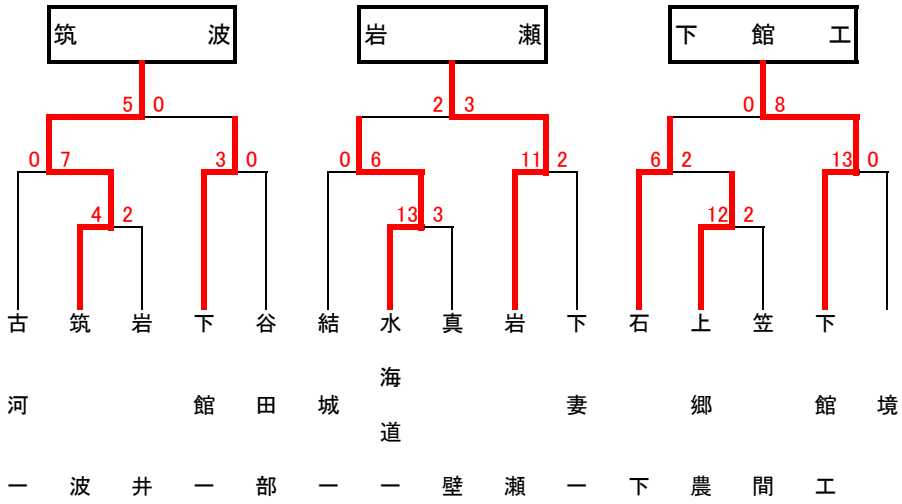 筑波 岩瀬 下館工
5 0 2 3 0 8
0 7 3 0 0 6 11 2 6 2 13 0
4 2 13 3 12 2
古河一
筑波
岩井
下館一
谷田部
結城一
水海道一
真壁
岩瀬
下妻一
石下
上郷農
笠間
下館工
境